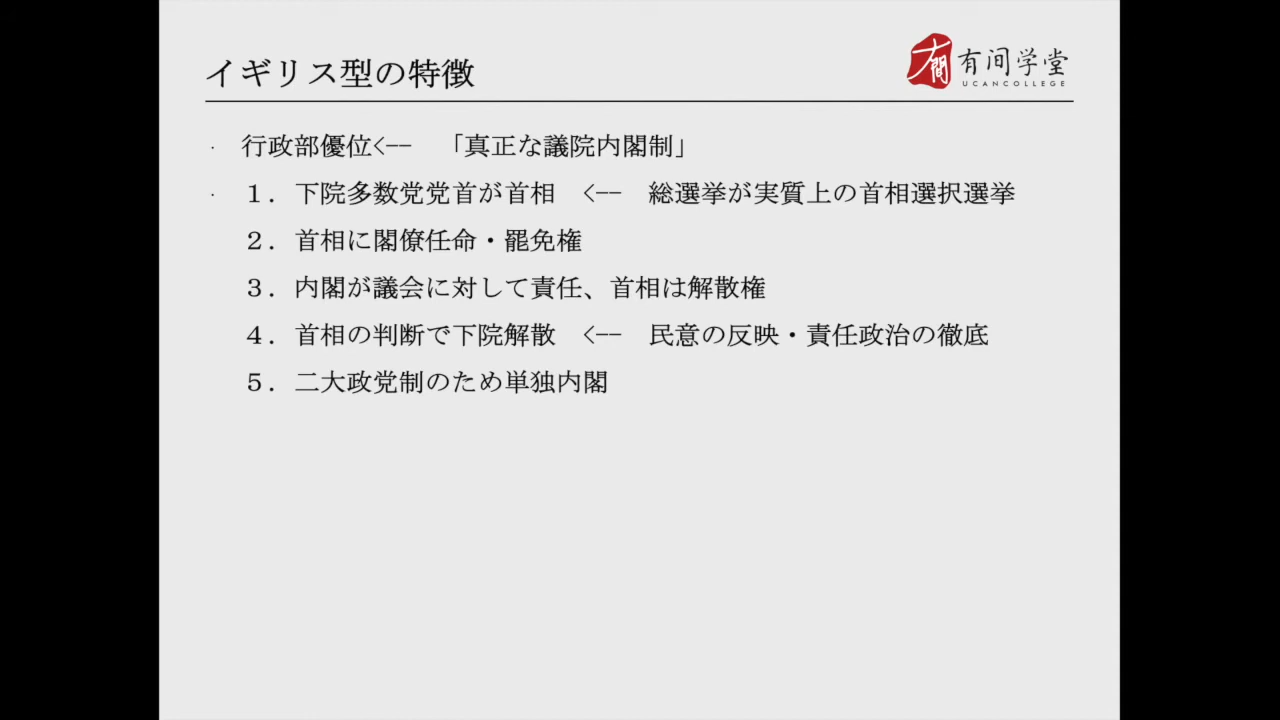 イギリス型の特徴
有间学堂
UCANCOLLEGE
· 行政部優位<-- 「真正な議院内閣制」
· １．下院多数党党首が首相 <-- 総選挙が実質上の首相選択選挙
２．首相に閣僚任命・罷免権
３．内閣が議会に対して責任、首相は解散権
４．首相の判断で下院解散 <-- 民意の反映・責任政治の徹底
５．二大政党制のため単独内閣